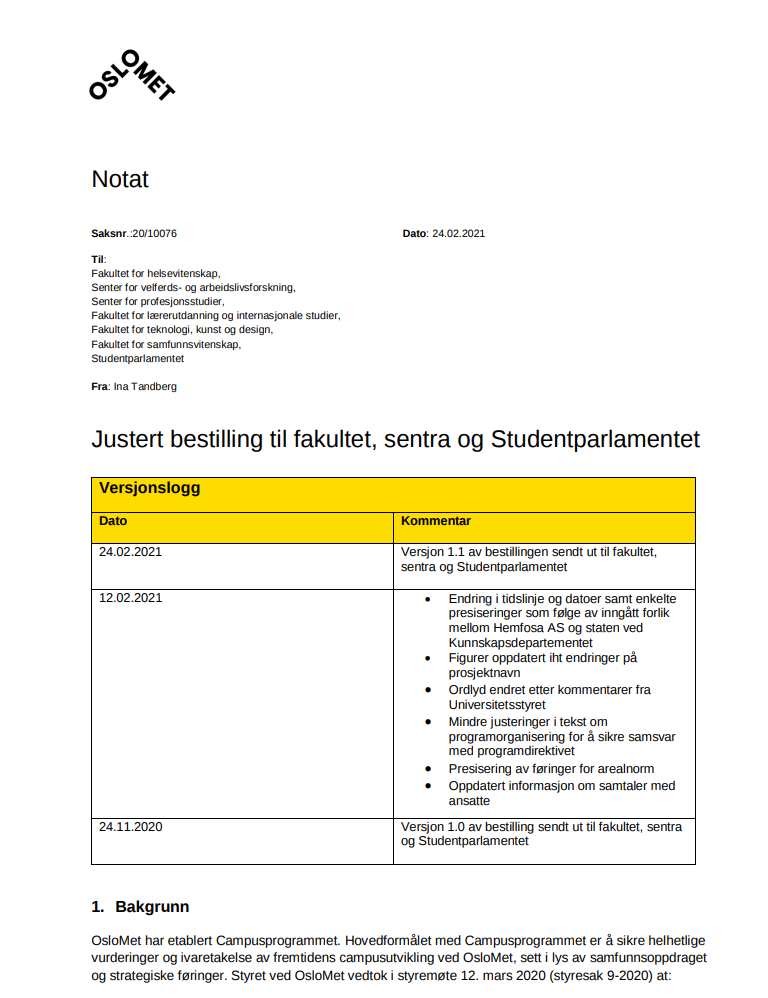 OSLOMET
Notat
Saksnr.:20/10076 Dato: 24.02.2021
Til:
Fakultet for helsevitenskap,
Senter for velferds- og arbeidslivsforskning,
Senter for profesjonsstudier,
Fakultet for lærerutdanning og internasjonale studier,
Fakultet for teknologi, kunst og design,
Fakultet for samfunnsvitenskap,
Studentparlamentet
Fra: Ina Tandberg
Justert bestilling til fakultet, sentra og Studentparlamentet
Versjonslogg
Dato Kommentar
24.02.2021 Versjon 1.1 av bestillingen sendt ut til fakultet,
sentra og Studentparlamentet
12.02.2021
• Endring i tidslinje og datoer samt enkelte
presiseringer som følge av inngått forlik
mellom Hemfosa AS og staten ved
Kunnskapsdepartementet
• Figurer oppdatert iht endringer på
prosjektnavn
• Ordlyd endret etter kommentarer fra
Universitetsstyret
• Mindre justeringer i tekst om
programorganisering for å sikre samsvar
med programdirektivet
• Presisering av føringer for arealnorm
• Oppdatert informasjon om samtaler med
ansatte
24.11.2020 Versjon 1.0 av bestilling sendt ut til fakultet, sentra
og Studentparlamentet
1. Bakgrunn
OsloMet har etablert Campusprogrammet. Hovedformålet med Campusprogrammet er å sikre helhetlige
vurderinger og ivaretakelse av fremtidens campusutvikling ved OsloMet, sett i lys av samfunnsoppdraget
og strategiske føringer. Styret ved OsloMet vedtok i styremøte 12. mars 2020 (styresak 9-2020) at: